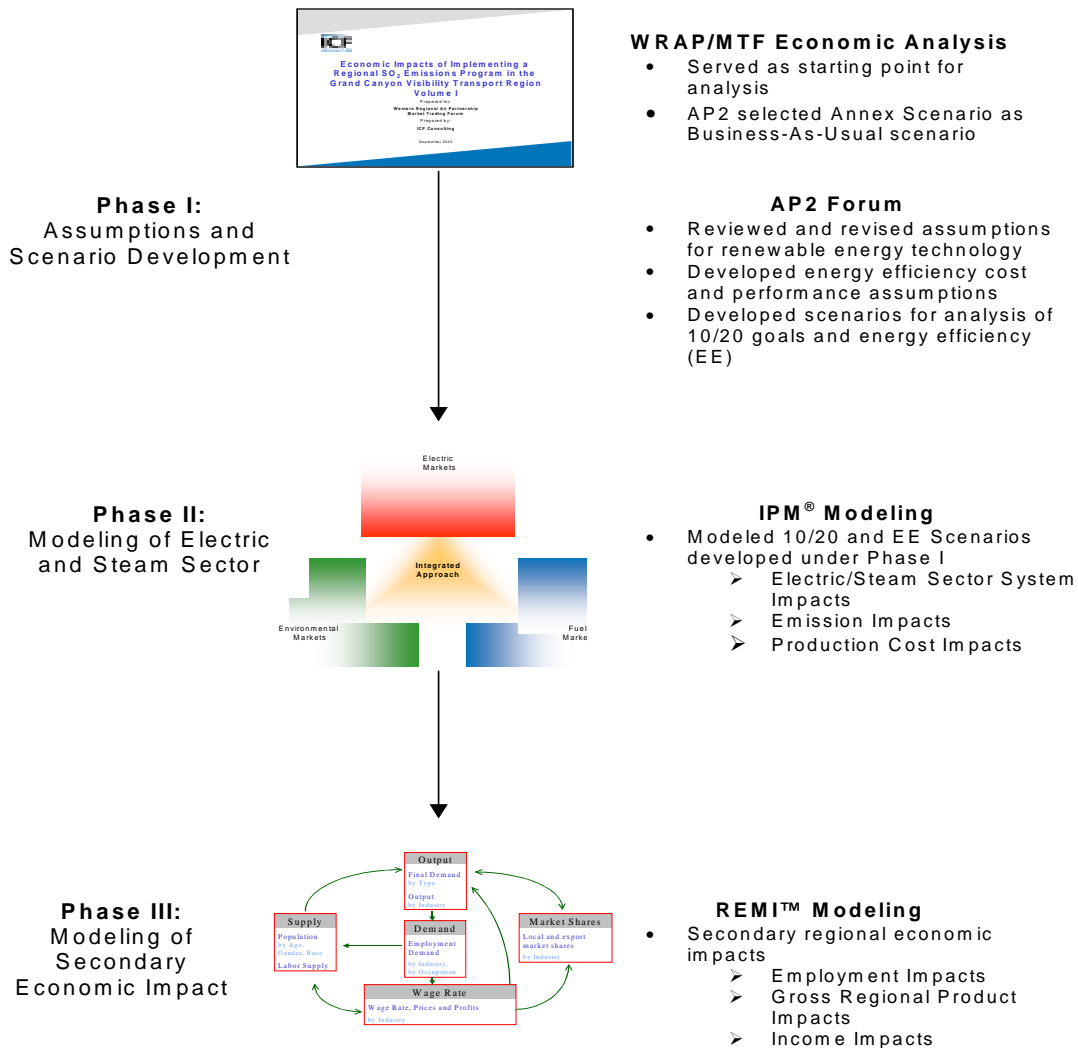 ICF
Economic Impacts of Implementing a
Regional SO2 Emissions Program in the
Grand Canyon Visibility Transport Region
Volume I
Prepared for:
Western Regional Air Partnership
Market Trading Forum
Prepared by:
ICF Consulting
September 2000
WRAP/MTF Economic Analysis
• Served as starting point for
analysis
• AP2 selected Annex Scenario as
Business-As-Usual scenario
Phase I:
Assumptions and
Scenario Development
AP2 Forum
• Reviewed and revised assumptions
for renewable energy technology
• Developed energy efficiency cost
and performance assumptions
• Developed scenarios for analysis of
10/20 goals and energy efficiency
(EE)
Phase II:
Modeling of Electric
and Steam Sector
Electric
Markets
Integrated
Approach
Environmental
Markets
Fuel
Marke
IPM® Modeling
• Modeled 10/20 and EE Scenarios
developed under Phase I
➢ Electric/Steam Sector System
Impacts
➢ Emission Impacts
➢ Production Cost Impacts
Phase III:
Modeling of
Secondary
Economic Impact
Output
Final Demand
by Type
Output
by Industry
Supply
Population
by Age,
Gender, Race
Labor Supply
Demand
Employment
Demand
by Industry,
by Occupation
Market Shares
Local and export
market shares
by Industry
Wage Rate
Wage Rate, Prices and Profits
by Industry
REMI™ Modeling
• Secondary regional economic
impacts
➢ Employment Impacts
➢ Gross Regional Product
Impacts
➢ Income Impacts